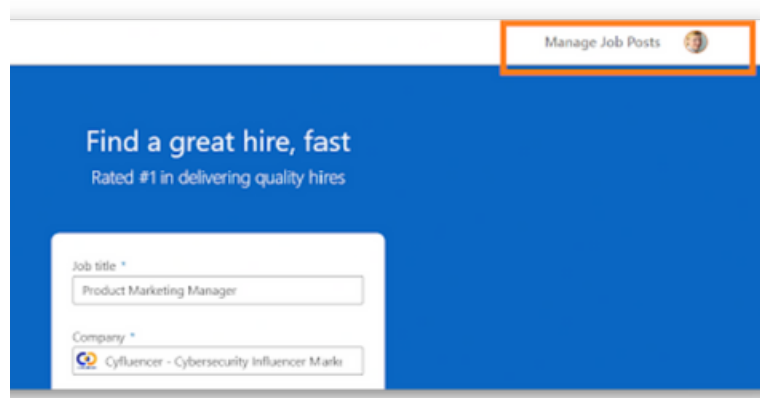 Manage Job Posts
Find a great hire, fast
Rated #1 in delivering quality hires
Job title *
Product Marketing Manager
Company *
Cyfluencer - Cybersecurity Influencer Marke